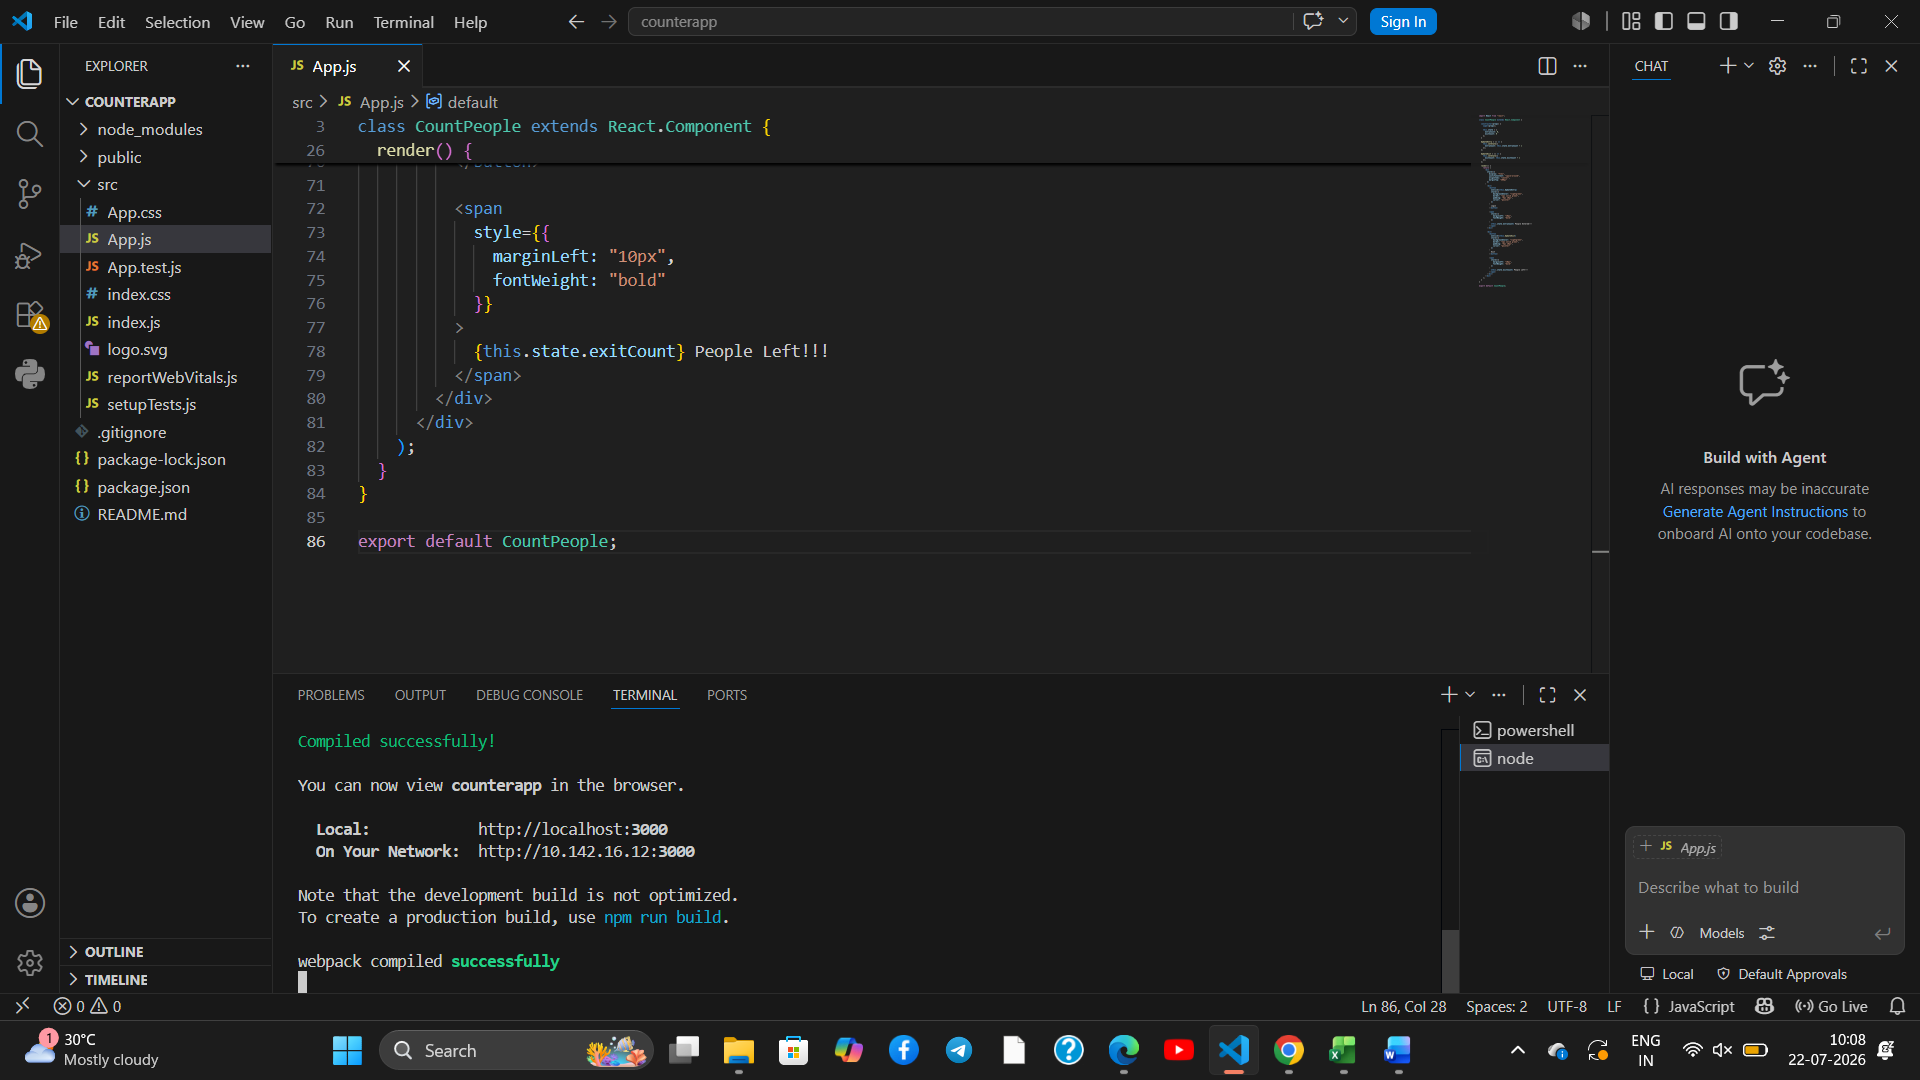 File Edit Selection View Go Run Terminal Help
counterapp
Sign In
EXPLORER
COUNTERAPP
node_modules
public
src
# App.css
JS App.js
JS App.test.js
# index.css
JS index.js
logo.svg
JS reportWebVitals.js
JS setupTests.js
.gitignore
{} package-lock.json
{} package.json
README.md
OUTLINE
TIMELINE
JS App.js
src > JS App.js > default
3 class CountPeople extends React.Component {
26 render() {
71
72 <span
73 style={{
74 marginLeft: "10px",
75 fontWeight: "bold"
76 }}
77 >
78 {this.state.exitCount} People Left!!!
79 </span>
80 </div>
81 </div>
82 );
83 }
84 }
85
86 export default CountPeople;
PROBLEMS OUTPUT DEBUG CONSOLE TERMINAL PORTS
Compiled successfully!
You can now view counterapp in the browser.
Local: http://localhost:3000
On Your Network: http://10.142.16.12:3000
Note that the development build is not optimized.
To create a production build, use npm run build.
webpack compiled successfully
powershell
node
CHAT
Build with Agent
AI responses may be inaccurate
Generate Agent Instructions to
onboard AI onto your codebase.
JS App.js
Describe what to build
Models
Local Default Approvals
0 0
Ln 86, Col 28 Spaces: 2 UTF-8 LF {} JavaScript Go Live
1
30°C
Mostly cloudy
Search
ENG
IN
10:08
22-07-2026